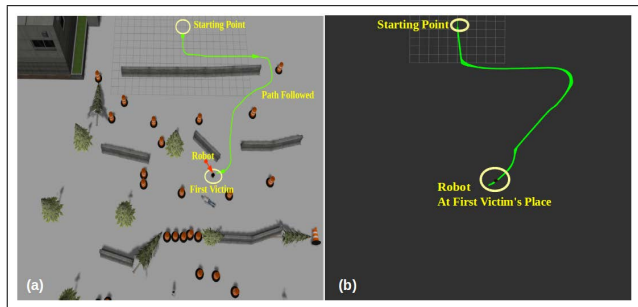 Starting Point
Path Followed
Robot
First Victim
(a)
Starting Point
Robot
At First Victim's Place
(b)